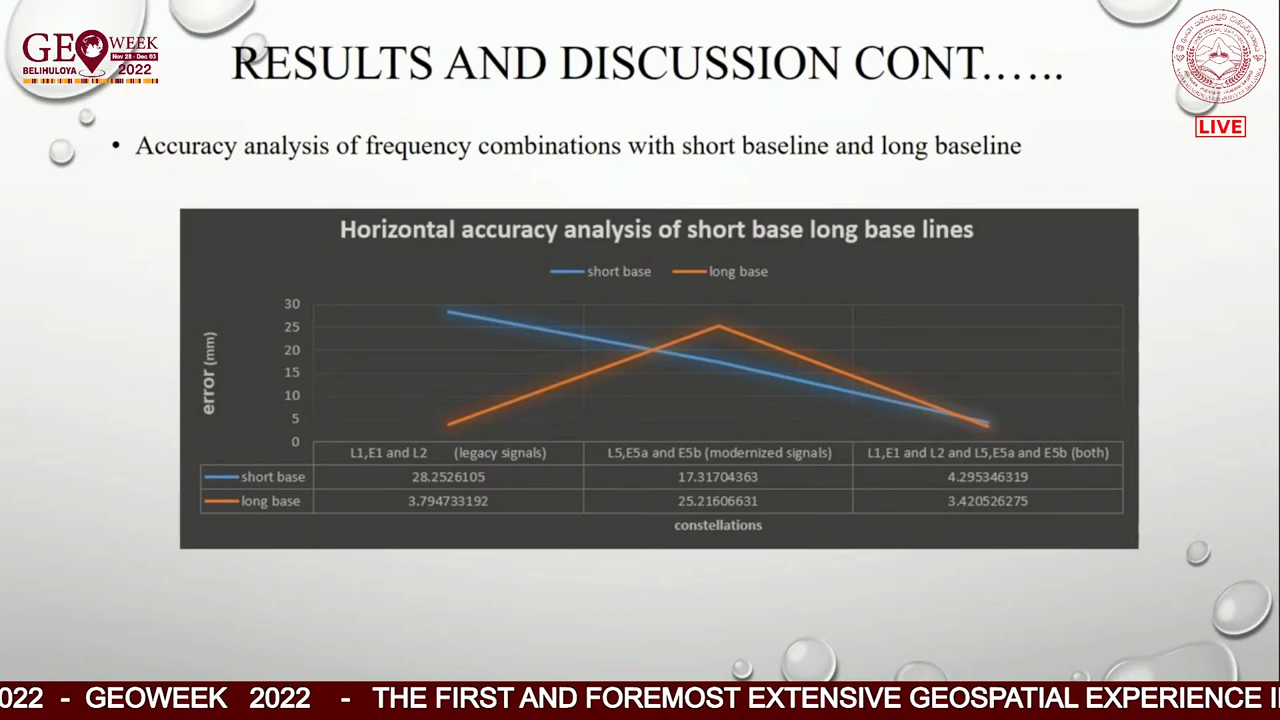 GEOWEEK
Nov 28 - Dec 03
BELIHULOYA 2022
RESULTS AND DISCUSSION CONT.…..
LIVE
• Accuracy analysis of frequency combinations with short baseline and long baseline
Horizontal accuracy analysis of short base long base lines
short base long base
error (mm)
30
25
20
15
10
5
0
L1,E1 and L2 (legacy signals) L5,E5a and E5b (modernized signals) L1,E1 and L2 and L5,E5a and E5b (both)
short base 28.2526105 17.31704363 4.295346319
long base 3.794733192 25.21606631 3.420526275
constellations
022 - GEOWEEK 2022 - THE FIRST AND FOREMOST EXTENSIVE GEOSPATIAL EXPERIENCE I